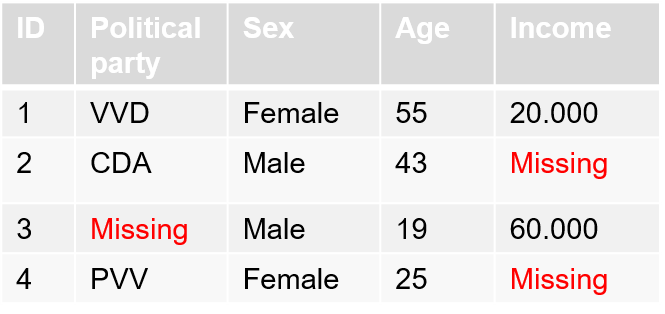 ID Political party Sex Age Income
1 VVD Female 55 20.000
2 CDA Male 43 Missing
3 Missing Male 19 60.000
4 PVV Female 25 Missing